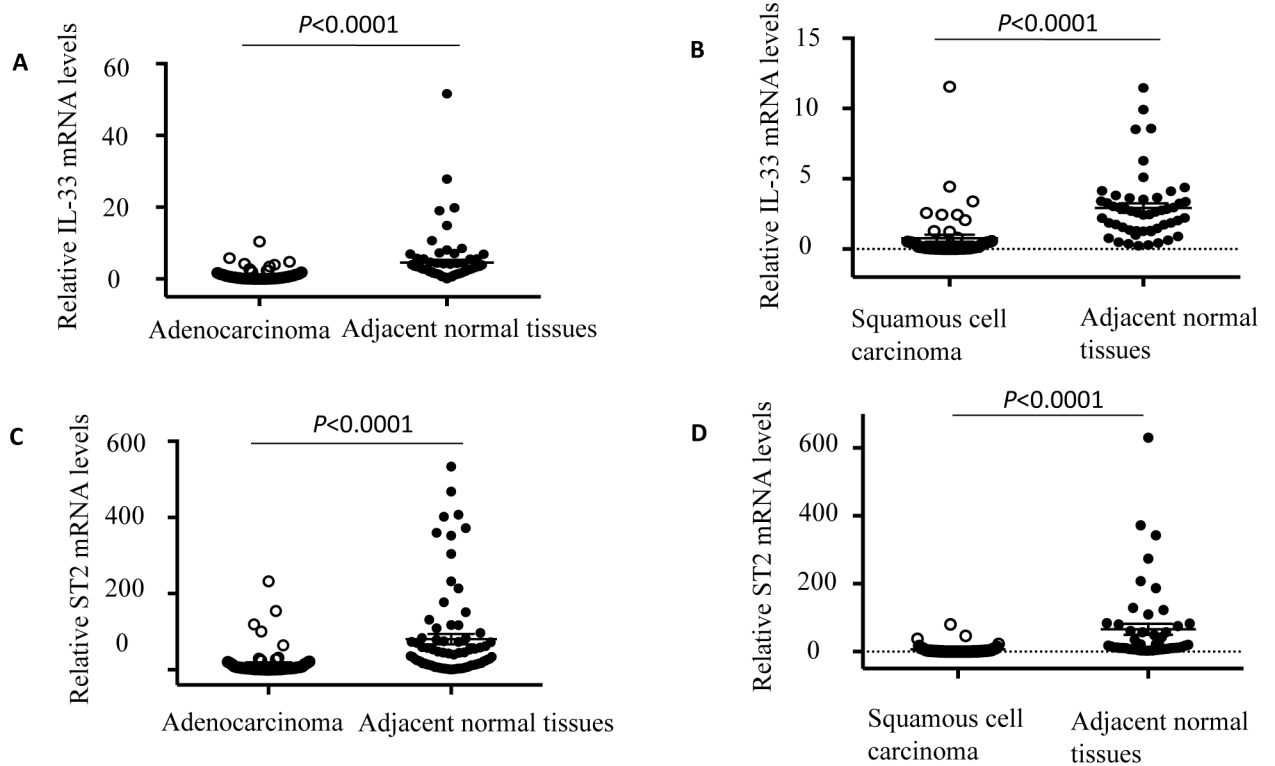 A
P<0.0001
Relative IL-33 mRNA levels
60
40
20
0
Adenocarcinoma
Adjacent normal tissues
B
P<0.0001
Relative IL-33 mRNA levels
15
10
5
0
Squamous cell
carcinoma
Adjacent normal
tissues
C
P<0.0001
Relative ST2 mRNA levels
600
400
200
0
Adenocarcinoma
Adjacent normal tissues
D
P<0.0001
Relative ST2 mRNA levels
600
400
200
0
Squamous cell
carcinoma
Adjacent normal
tissues